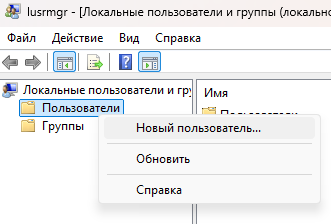 lusrmgr - [Локальные пользователи и группы (локально
Файл Действие Вид Справка
Локальные пользователи и гру
Имя
Пользователи
Группы
Новый пользователь...
Обновить
Справка